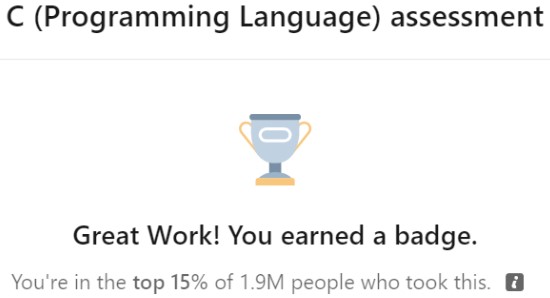 C (Programming Language) assessment
Great Work! You earned a badge.
You're in the top 15% of 1.9M people who took this. i